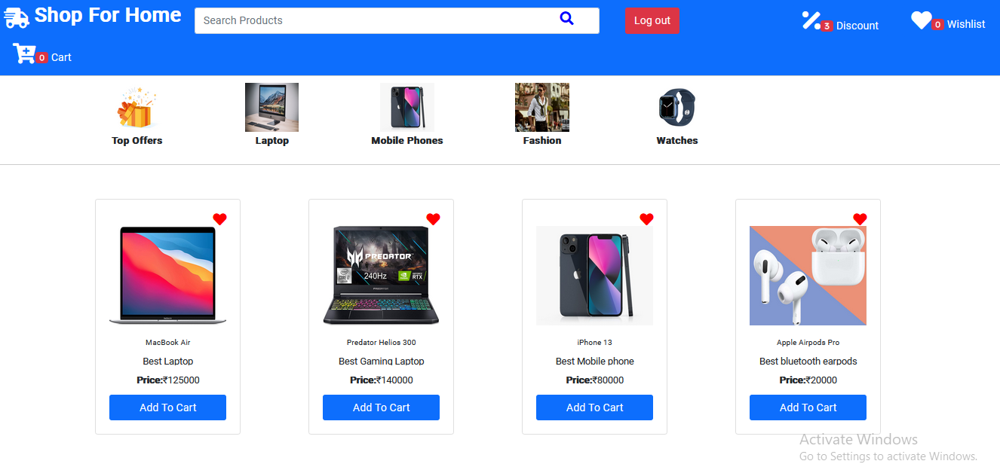 Shop For Home
Search Products
Log out
3 Discount
0 Wishlist
0 Cart
Top Offers
Laptop
Mobile Phones
Fashion
Watches
PREDATOR
240Hz
RTX
MacBook Air
Predator Helios 300
iPhone 13
Apple Airpods Pro
Best Laptop
Best Gaming Laptop
Best Mobile phone
Best bluetooth earpods
Price:₹125000
Price:₹140000
Price:₹80000
Price:₹20000
Add To Cart
Add To Cart
Add To Cart
Add To Cart
Activate Windows
Go to Settings to activate Windows.